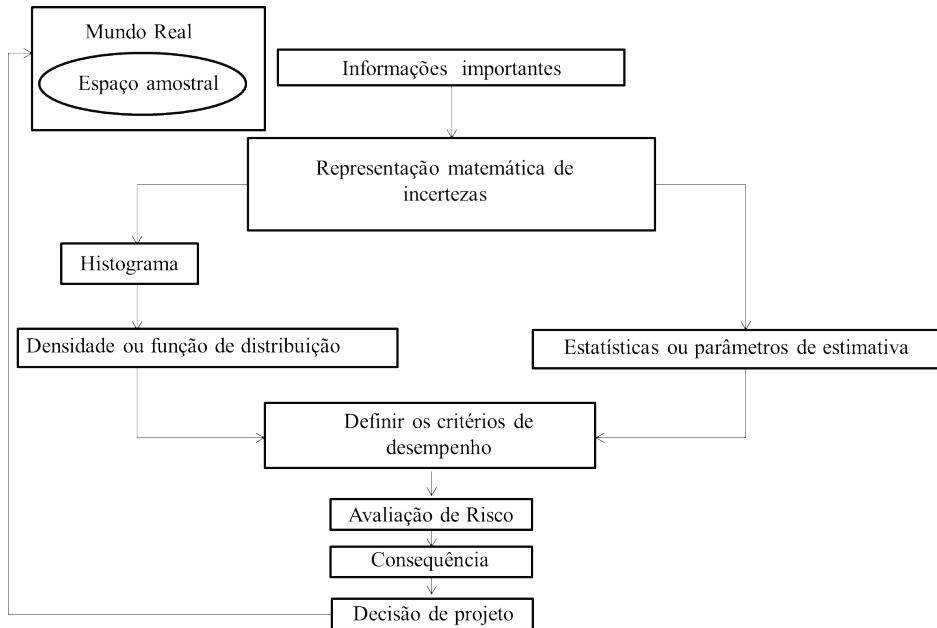 Mundo Real
Espaço amostral
Informações importantes
Representação matemática de
incertezas
Histograma
Densidade ou função de distribuição
Estatísticas ou parâmetros de estimativa
Definir os critérios de
desempenho
Avaliação de Risco
Consequência
Decisão de projeto